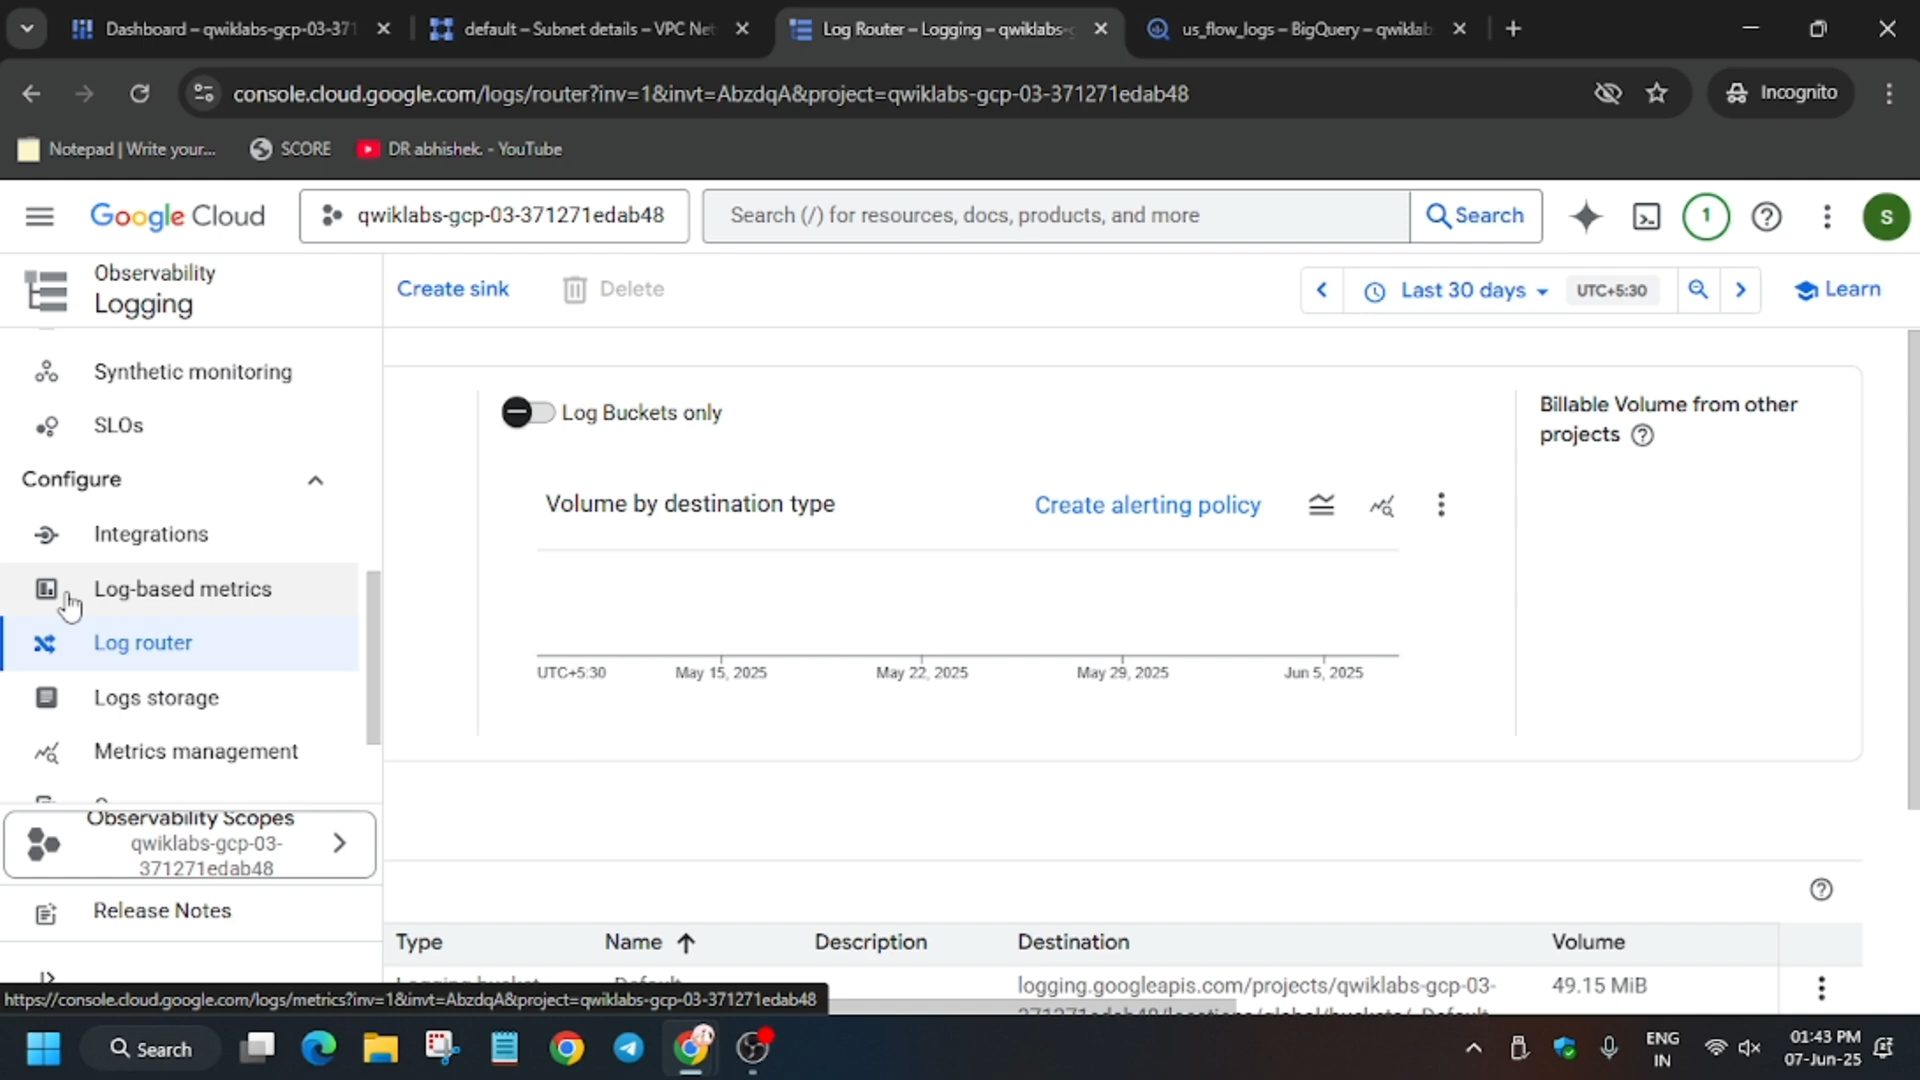 Dashboard – qwiklabs-gcp-03-371
default – Subnet details – VPC Net
Log Router – Logging – qwiklabs-
us_flow_logs – BigQuery – qwiklab
console.cloud.google.com/logs/router?inv=1&invt=AbzdqA&project=qwiklabs-gcp-03-371271edab48
Incognito
Notepad | Write your...
SCORE
DR abhishek. - YouTube
Google Cloud
qwiklabs-gcp-03-371271edab48
Search (/) for resources, docs, products, and more
Search
1
S
Observability
Logging
Create sink
Delete
Last 30 days
UTC+5:30
Learn
Synthetic monitoring
SLOs
Configure
Integrations
Log-based metrics
Log router
Logs storage
Metrics management
Observability Scopes
qwiklabs-gcp-03-
371271edab48
Release Notes
Log Buckets only
Billable Volume from other
projects
Volume by destination type
Create alerting policy
UTC+5:30
May 15, 2025
May 22, 2025
May 29, 2025
Jun 5, 2025
Type
Name
Description
Destination
Volume
logging.googleapis.com/projects/qwiklabs-gcp-03-
49.15 MiB
https://console.cloud.google.com/logs/metrics?inv=1&invt=AbzdqA&project=qwiklabs-gcp-03-371271edab48
Search
ENG
IN
01:43 PM
07-Jun-25